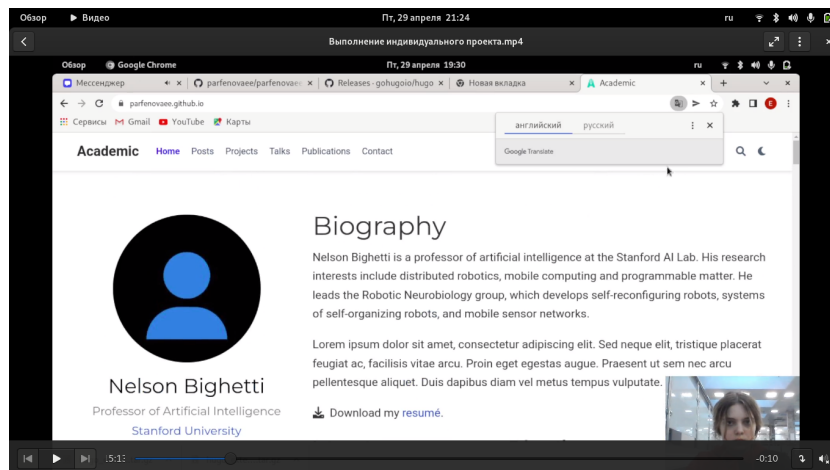 Обзор Видео Пт, 29 апреля 21:24 ru
Выполнение индивидуального проекта.mp4
Обзор Google Chrome Пт, 29 апреля 19:30 ru
Мессенджер parfenovaee/parfenovaee Releases · gohugoio/hugo Новая вкладка Academic
parfenovaee.github.io
Сервисы Gmail YouTube Карты
английский русский
Google Translate
Academic Home Posts Projects Talks Publications Contact
Biography
Nelson Bighetti is a professor of artificial intelligence at the Stanford AI Lab. His research
interests include distributed robotics, mobile computing and programmable matter. He
leads the Robotic Neurobiology group, which develops self-reconfiguring robots, systems
of self-organizing robots, and mobile sensor networks.
Lorem ipsum dolor sit amet, consectetur adipiscing elit. Sed neque elit, tristique placerat
feugiat ac, facilisis vitae arcu. Proin eget egestas augue. Praesent ut sem nec arcu
pellentesque aliquet. Duis dapibus diam vel metus tempus vulputate.
Nelson Bighetti
Professor of Artificial Intelligence
Stanford University
Download my resumé.
-0:10